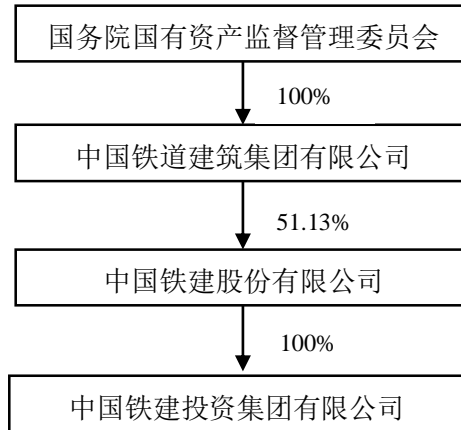 国务院国有资产监督管理委员会
100%
中国铁道建筑集团有限公司
51.13%
中国铁建股份有限公司
100%
中国铁建投资集团有限公司